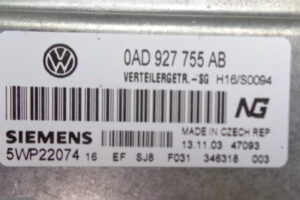 0AD 927 755 AB
VERTEILERGETR.-SG H16/S0094
NG
SIEMENS MADE IN CZECH REP
13.11.03 47093
5WP22074 16 EF SJ8 F031 346318 003